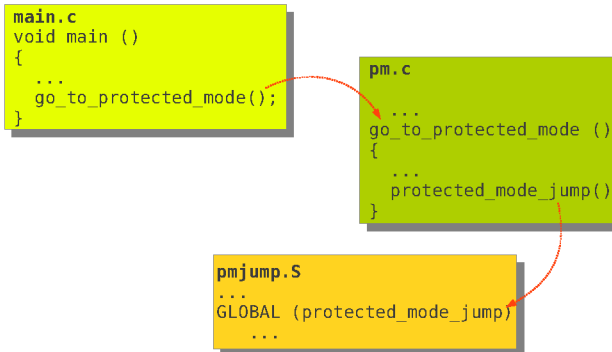 main.c
void main ()
{
...
go_to_protected_mode();
}
pm.c
...
go_to_protected_mode ()
{
...
protected_mode_jump()
}
pmjump.S
...
GLOBAL (protected_mode_jump)
...